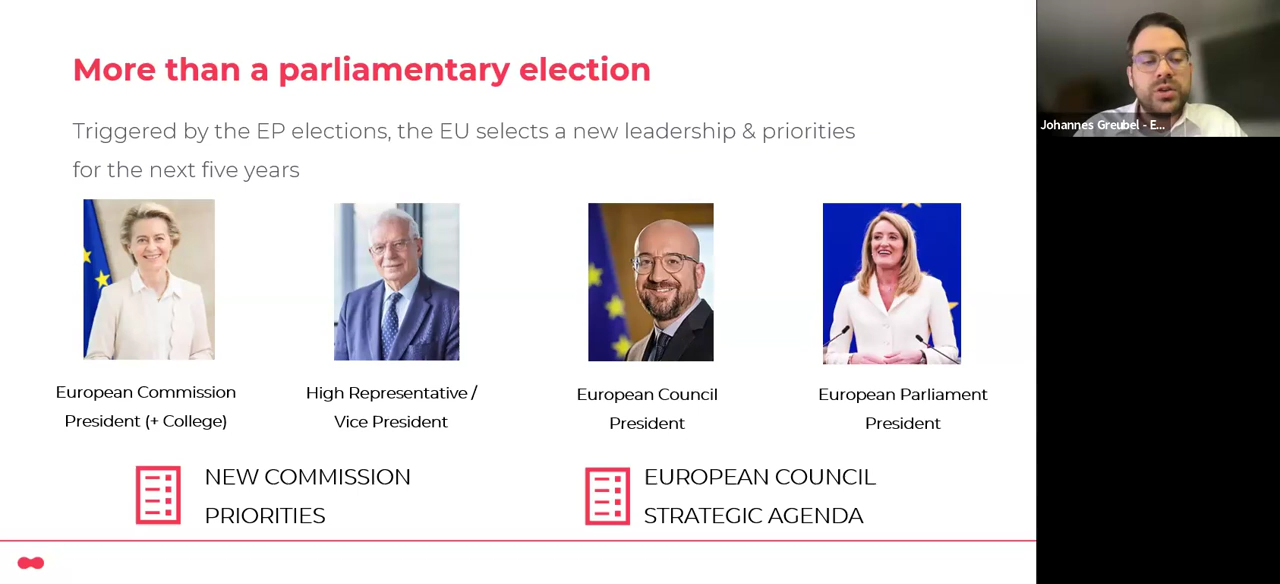 More than a parliamentary election
Triggered by the EP elections, the EU selects a new leadership & priorities
for the next five years
European Commission
President (+ College)
High Representative /
Vice President
European Council
President
European Parliament
President
NEW COMMISSION
PRIORITIES
EUROPEAN COUNCIL
STRATEGIC AGENDA
Johannes Greubel - E...